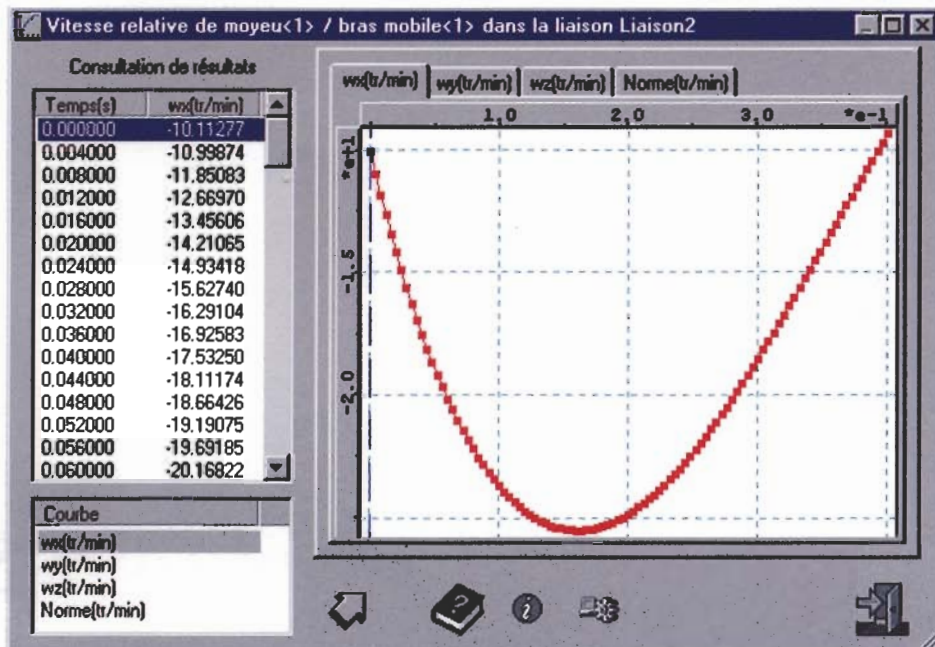 Vitesse relative de moyeu<1> / bras mobile<1> dans la liaison Liaison2
Consultation de résultats
Temps(s) wx(tr/min)
0.000000 -10.11277
0.004000 -10.99874
0.008000 -11.85083
0.012000 -12.66970
0.016000 -13.45606
0.020000 -14.21065
0.024000 -14.93418
0.028000 -15.62740
0.032000 -16.29104
0.036000 -16.92583
0.040000 -17.53250
0.044000 -18.11174
0.048000 -18.66426
0.052000 -19.19075
0.056000 -19.69185
0.060000 -20.16822
Courbe
wx(tr/min)
wy(tr/min)
wz(tr/min)
Norme(tr/min)
wx(tr/min) wy(tr/min) wz(tr/min) Norme(tr/min)
1,0 2,0 3,0 *e-1
*e+1
-1.5
-2.0
?
i